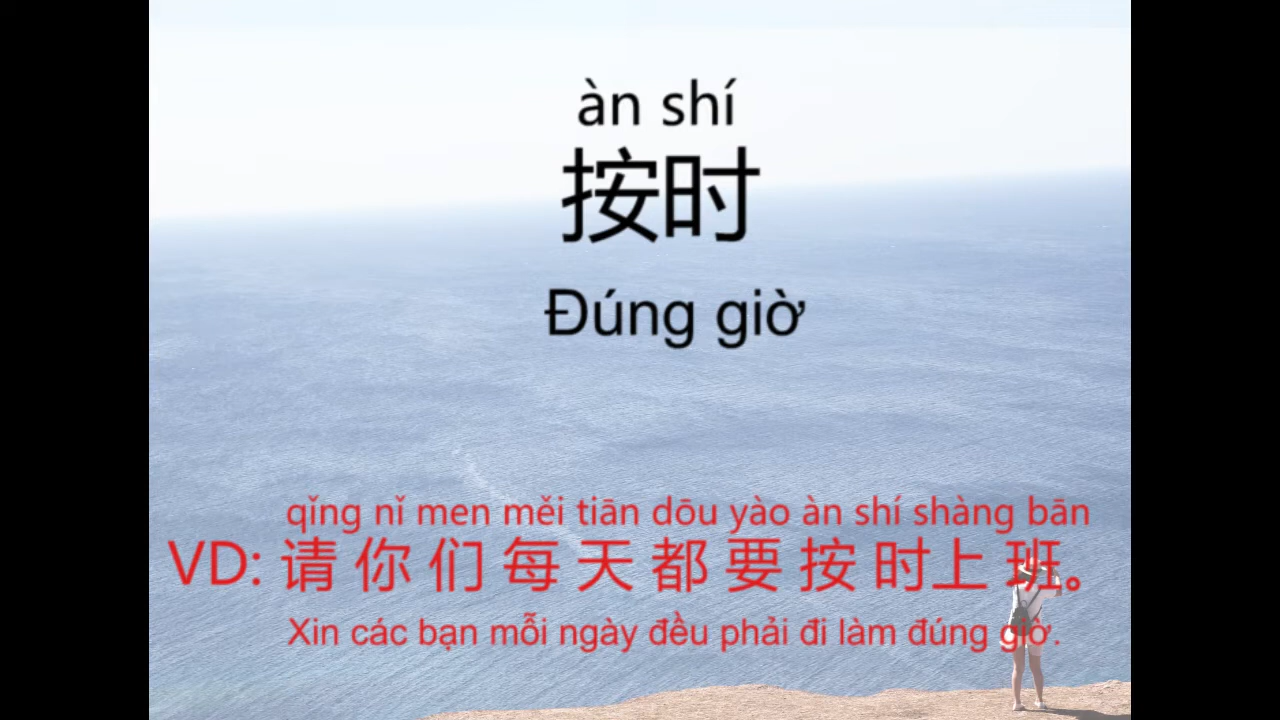 àn shí
按时
Đúng giờ
qǐng nǐ men měi tiān dōu yào àn shí shàng bān
VD: 请你们每天都要按时上班。
Xin các bạn mỗi ngày đều phải đi làm đúng giờ.